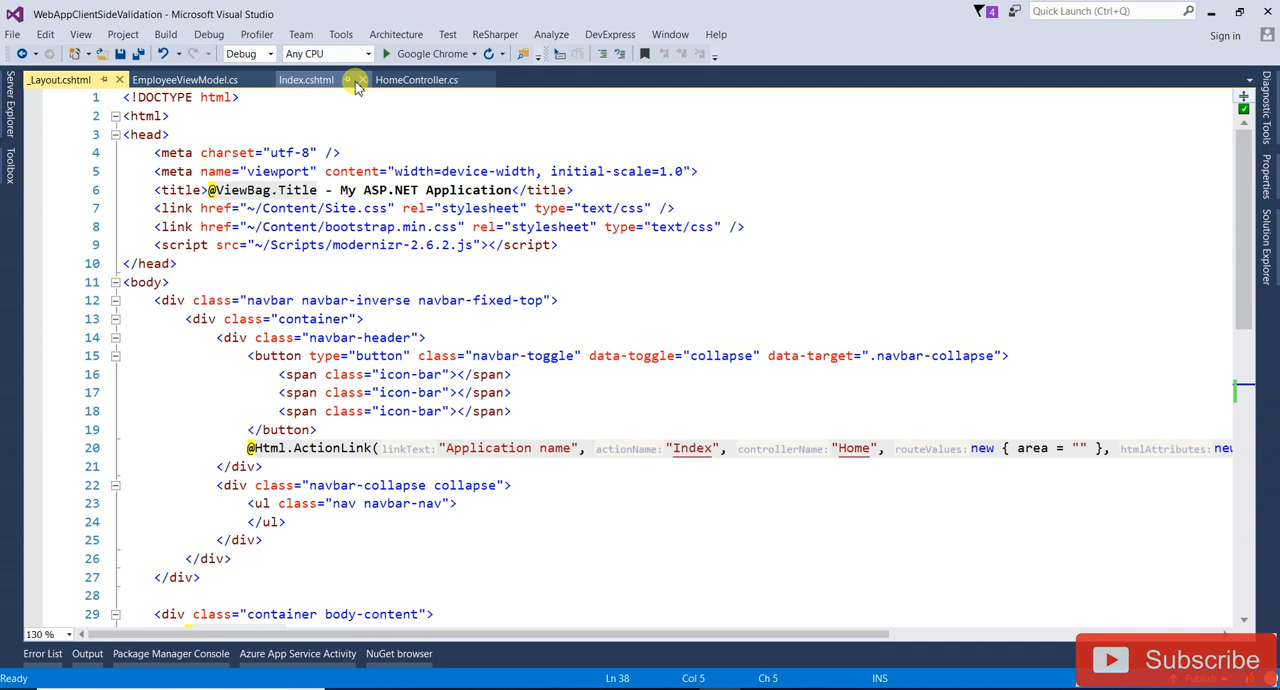 WebAppClientSideValidation - Microsoft Visual Studio
4
Quick Launch (Ctrl+Q)
File Edit View Project Build Debug Profiler Team Tools Architecture Test ReSharper Analyze DevExpress Window Help
Sign in
Debug Any CPU Google Chrome
_Layout.cshtml EmployeeViewModel.cs Index.cshtml HomeController.cs
Server Explorer
Toolbox
Diagnostic Tools
Properties
Solution Explorer
1 <!DOCTYPE html>
2 <html>
3 <head>
4 <meta charset="utf-8" />
5 <meta name="viewport" content="width=device-width, initial-scale=1.0">
6 <title>@ViewBag.Title - My ASP.NET Application</title>
7 <link href="~/Content/Site.css" rel="stylesheet" type="text/css" />
8 <link href="~/Content/bootstrap.min.css" rel="stylesheet" type="text/css" />
9 <script src="~/Scripts/modernizr-2.6.2.js"></script>
10 </head>
11 <body>
12 <div class="navbar navbar-inverse navbar-fixed-top">
13 <div class="container">
14 <div class="navbar-header">
15 <button type="button" class="navbar-toggle" data-toggle="collapse" data-target=".navbar-collapse">
16 <span class="icon-bar"></span>
17 <span class="icon-bar"></span>
18 <span class="icon-bar"></span>
19 </button>
20 @Html.ActionLink(linkText: "Application name", actionName: "Index", controllerName: "Home", routeValues: new { area = "" }, htmlAttributes: new
21 </div>
22 <div class="navbar-collapse collapse">
23 <ul class="nav navbar-nav">
24 </ul>
25 </div>
26 </div>
27 </div>
28
29 <div class="container body-content">
130 %
Error List Output Package Manager Console Azure App Service Activity NuGet browser
Subscribe
Ready Ln 38 Col 5 Ch 5 INS Publish